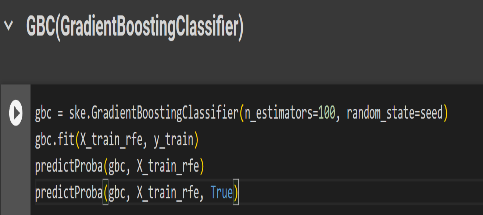 GBC(GradientBoostingClassifier)
gbc = ske.GradientBoostingClassifier(n_estimators=100, random_state=seed)
gbc.fit(X_train_rfe, y_train)
predictProba(gbc, X_train_rfe)
predictProba(gbc, X_train_rfe, True)